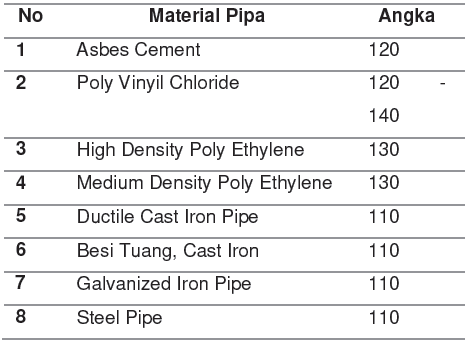 No Material Pipa Angka
1 Asbes Cement 120
2 Poly Vinyil Chloride 120 -
140
3 High Density Poly Ethylene 130
4 Medium Density Poly Ethylene 130
5 Ductile Cast Iron Pipe 110
6 Besi Tuang, Cast Iron 110
7 Galvanized Iron Pipe 110
8 Steel Pipe 110